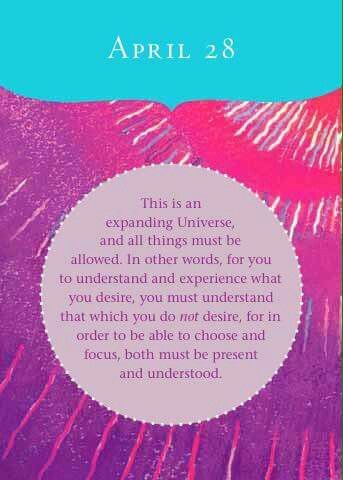 April 28
This is an
expanding Universe,
and all things must be
allowed. In other words, for you
to understand and experience what
you desire, you must understand
that which you do not desire, for in
order to be able to choose and
focus, both must be present
and understood.